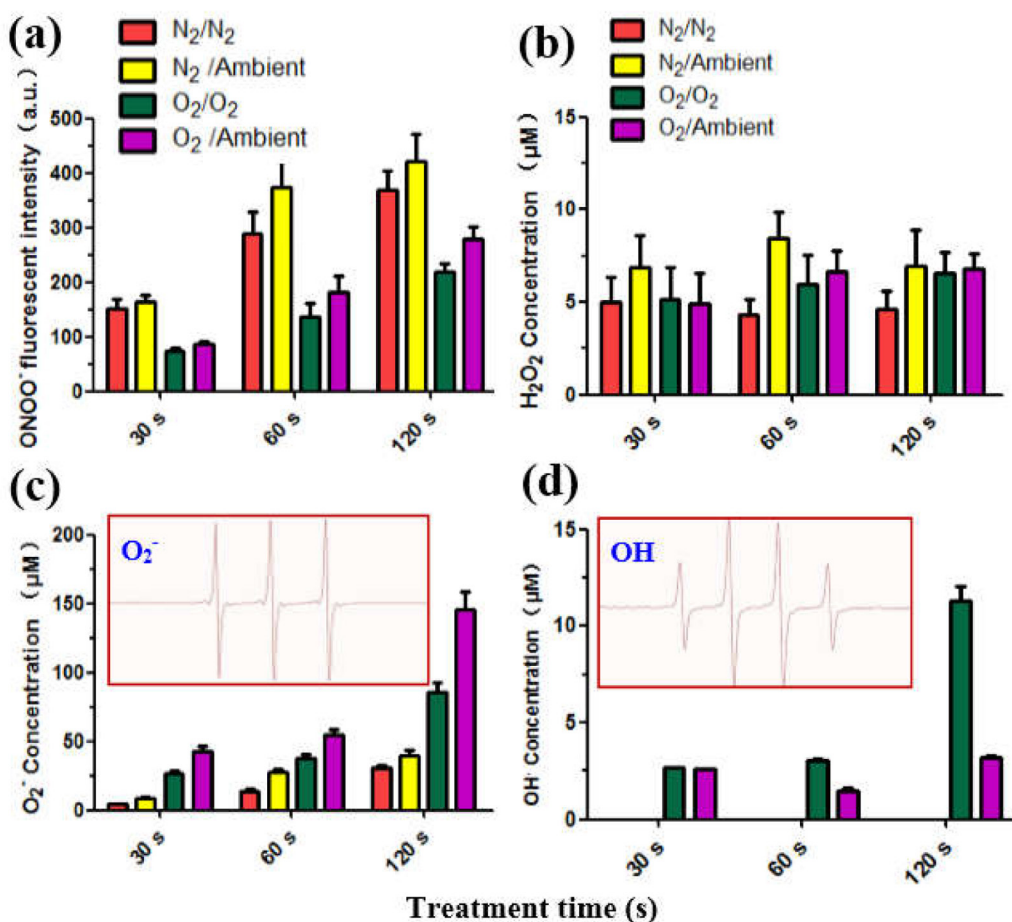 (a)
N₂/N₂
N₂ /Ambient
O₂/O₂
O₂ /Ambient
ONOO⁻ fluorescent intensity (a.u.)
500
400
300
200
100
0
30 s
60 s
120 s
(b)
N₂/N₂
N₂/Ambient
O₂/O₂
O₂/Ambient
H₂O₂ Concentration (μM)
15
10
5
0
30 s
60 s
120 s
(c)
O₂⁻
O₂⁻ Concentration (μM)
200
150
100
50
0
30 s
60 s
120 s
(d)
OH
OH· Concentration (μM)
15
10
5
0
30 s
60 s
120 s
Treatment time (s)